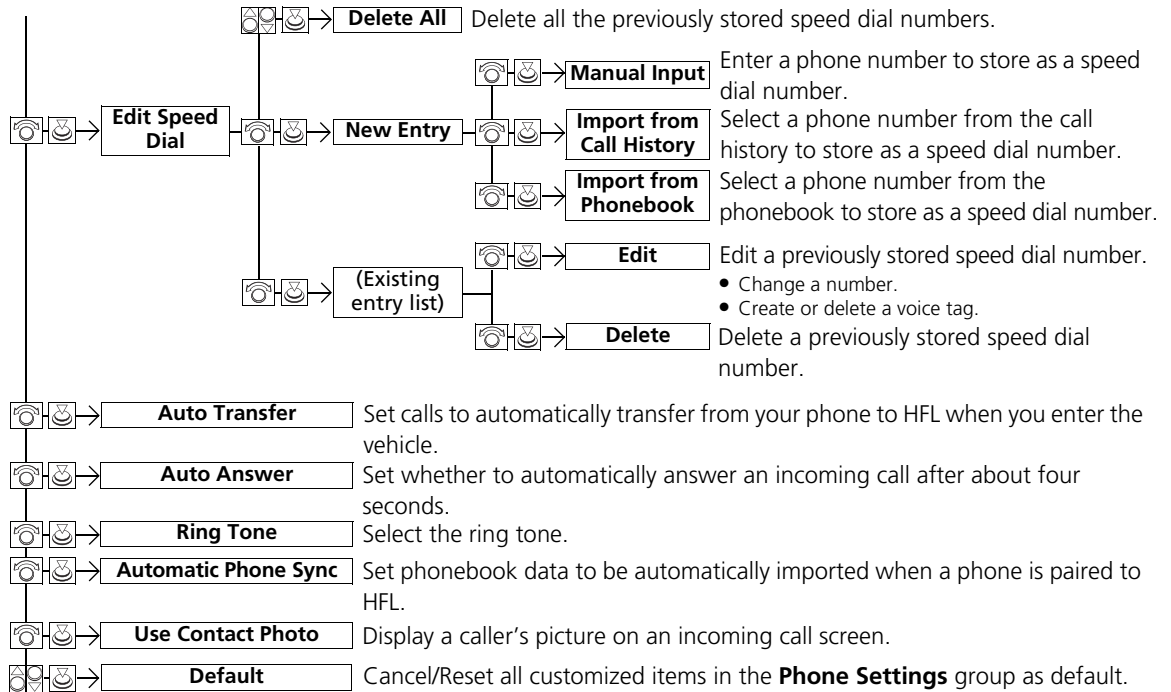 Delete All Delete all the previously stored speed dial numbers.
Manual Input Enter a phone number to store as a speed
dial number.
Edit Speed
Dial
New Entry
Import from
Call History
Select a phone number from the call
history to store as a speed dial number.
Import from
Phonebook
Select a phone number from the
phonebook to store as a speed dial number.
(Existing
entry list)
Edit Edit a previously stored speed dial number.
● Change a number.
● Create or delete a voice tag.
Delete Delete a previously stored speed dial
number.
Auto Transfer Set calls to automatically transfer from your phone to HFL when you enter the
vehicle.
Auto Answer Set whether to automatically answer an incoming call after about four
seconds.
Ring Tone Select the ring tone.
Automatic Phone Sync Set phonebook data to be automatically imported when a phone is paired to
HFL.
Use Contact Photo Display a caller's picture on an incoming call screen.
Default Cancel/Reset all customized items in the Phone Settings group as default.